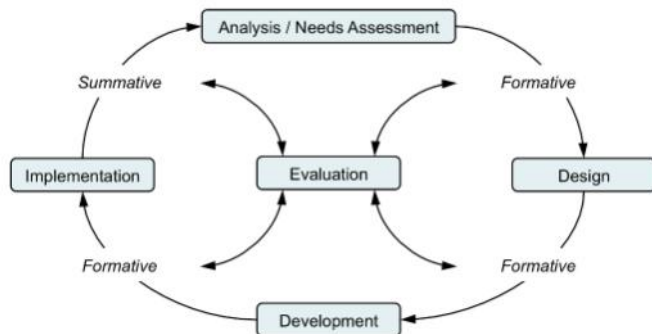 Analysis / Needs Assessment
Summative
Formative
Implementation
Evaluation
Design
Formative
Formative
Development